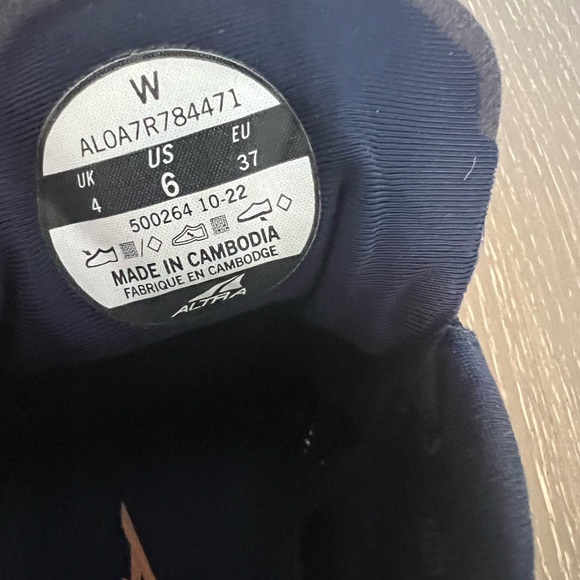 W
AL0A7R784471
UK US EU
4 6 37
500264 10-22
MADE IN CAMBODIA
FABRIQUE EN CAMBODGE
ALTRA